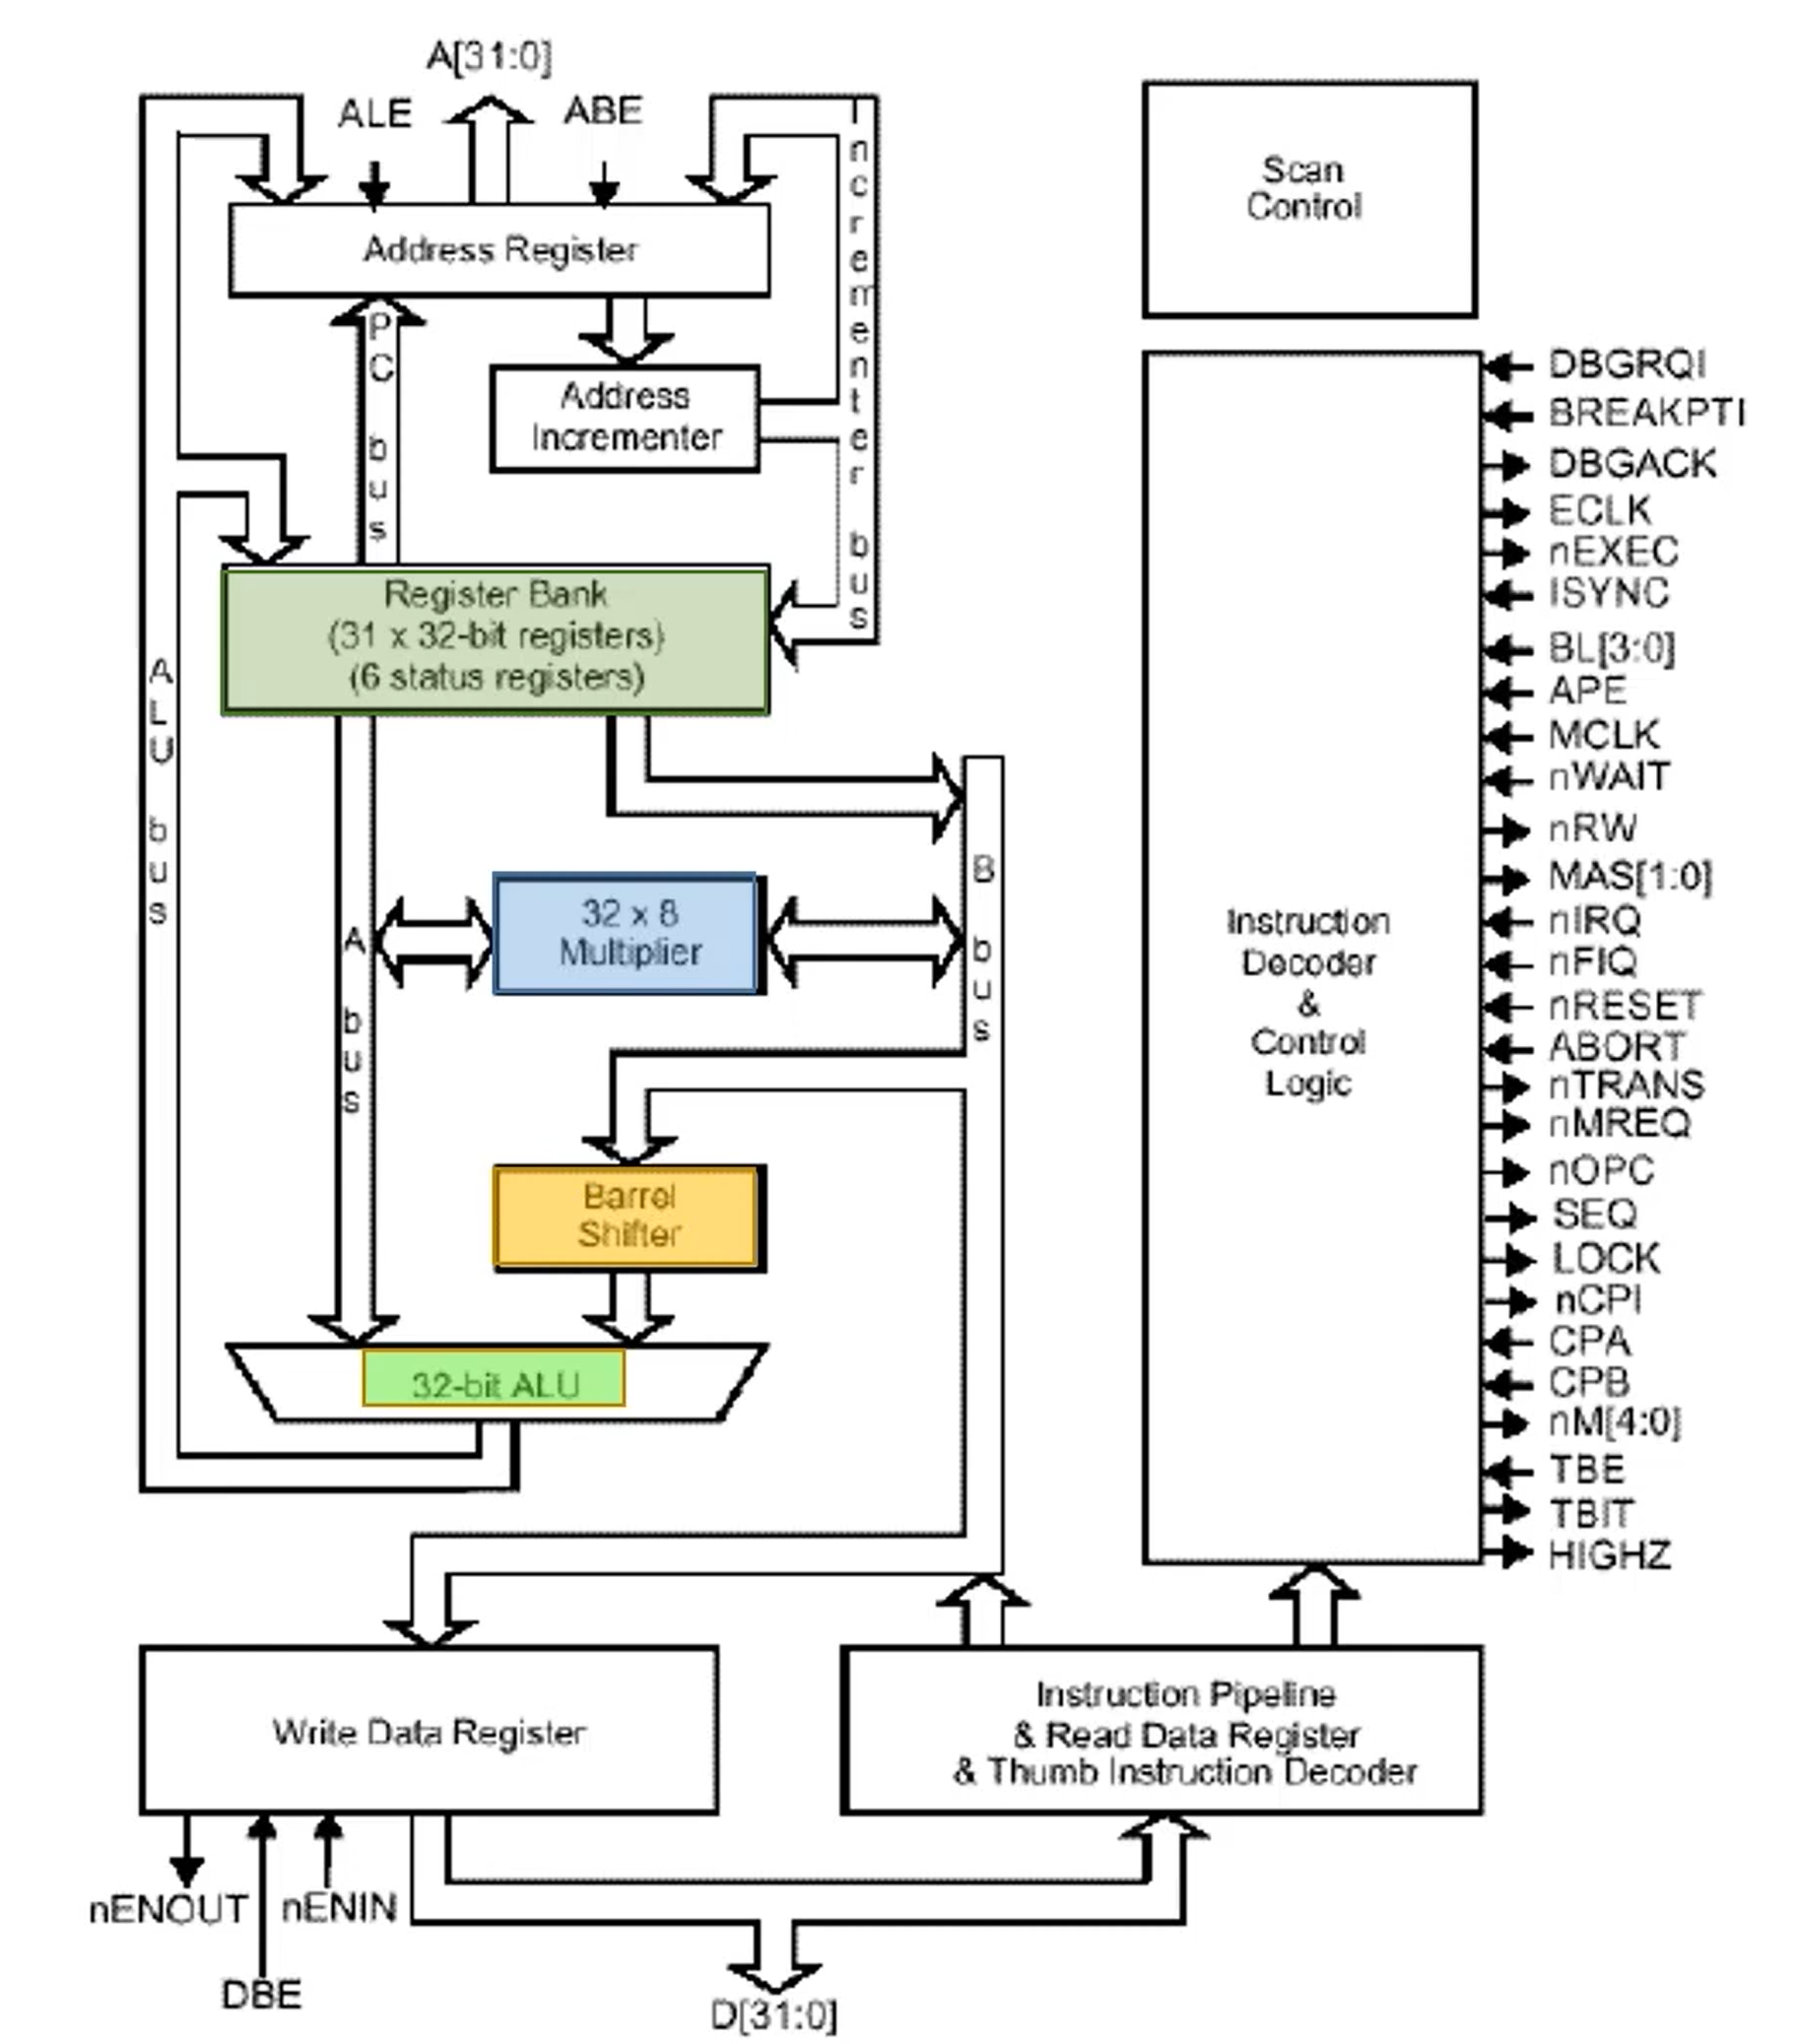 A[31:0]
ALE
ABE
Address Register
PC bus
Address
Incrementer
Incrementer bus
Scan
Control
Register Bank
(31 x 32-bit registers)
(6 status registers)
ALU bus
A bus
B bus
32 x 8
Multiplier
Barrel
Shifter
32-bit ALU
Instruction
Decoder
&
Control
Logic
DBGRQI
BREAKPTI
DBGACK
ECLK
nEXEC
ISYNC
BL[3:0]
APE
MCLK
nWAIT
nRW
MAS[1:0]
nIRQ
nFIQ
nRESET
ABORT
nTRANS
nMREQ
nOPC
SEQ
LOCK
nCPI
CPA
CPB
nM[4:0]
TBE
TBIT
HIGHZ
Write Data Register
Instruction Pipeline
& Read Data Register
& Thumb Instruction Decoder
nENOUT
nENIN
DBE
D[31:0]